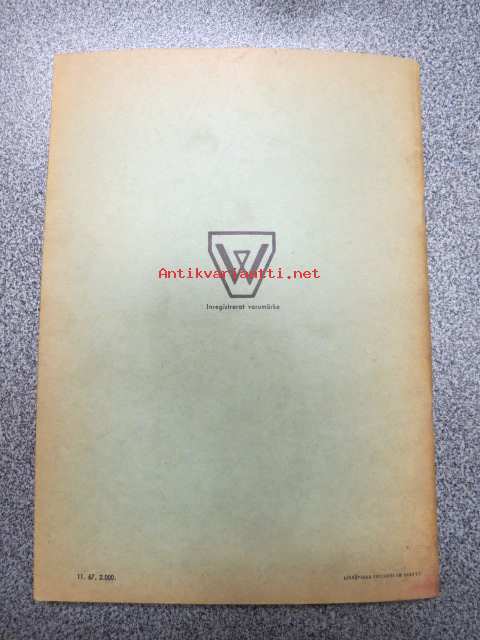 W
Antikvariaatti.net
Inregistrerat varumärke
11. 67. 2.000.